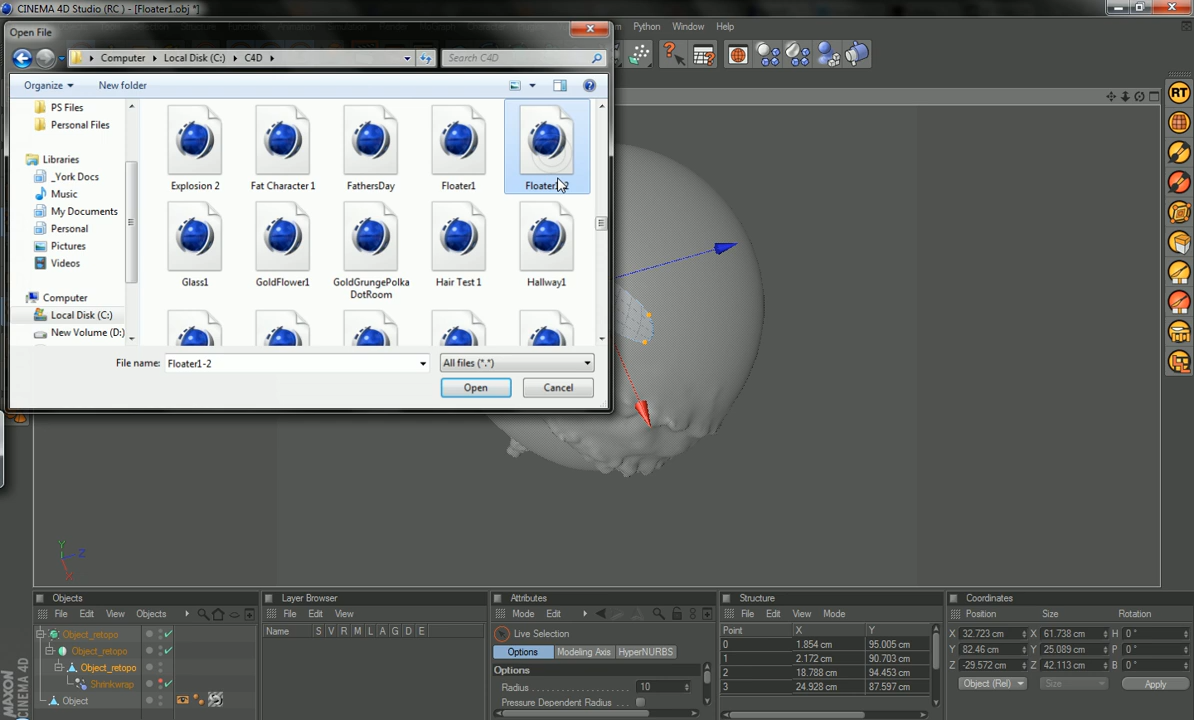 CINEMA 4D Studio (RC ) - [Floater1.c4d *]
Open File
Python Window Help
Computer Local Disk (C:) C4D
Search C4D
Organize New folder
PS Files
Personal Files
Libraries
_York Docs
Music
My Documents
Personal
Pictures
Videos
Computer
Local Disk (C:)
New Volume (D:)
Explosion 2 Fat Character 1 FathersDay Floater1
Glass1 GoldFlower1 GoldGrungePolka Hair Test 1 Hallway1
DotRoom
File name: Floater1-2 All files (*.*)
Open Cancel
RT
Y
Z
X
Objects
File Edit View Objects
Object_retopo
Object_retopo
Object_retopo
Shrinkwrap
Object
MAXON
CINEMA 4D
Layer Browser
File Edit View
Name S V R M L A G D E
Attributes
Mode Edit
Live Selection
Options Modeling Axis HyperNURBS
Options
Radius 10
Pressure Dependent Radius
Structure
File Edit View Mode
Point X Y
0 1.854 cm 95.005 cm
1 2.172 cm 90.703 cm
2 18.788 cm 94.453 cm
3 24.928 cm 87.597 cm
Coordinates
Position Size Rotation
X 32.723 cm X 61.738 cm H 0 °
Y 82.46 cm Y 25.089 cm P 0 °
Z -29.572 cm Z 42.113 cm B 0 °
Object (Rel) Size Apply